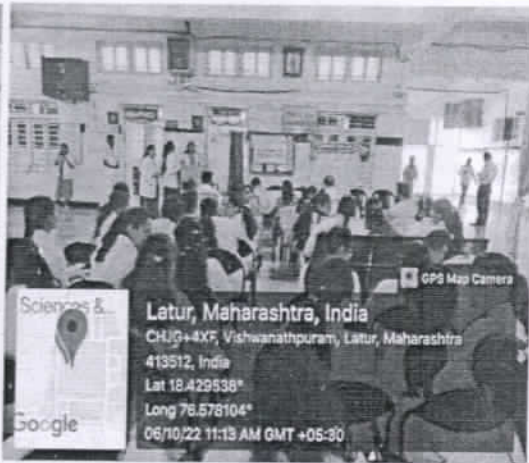 GPS Map Camera
Sciences &
Google
Latur, Maharashtra, India
CHJG+4XF, Vishwanathpuram, Latur, Maharashtra
413512, India
Lat 18.429538°
Long 76.578104°
06/10/22 11:13 AM GMT +05:30